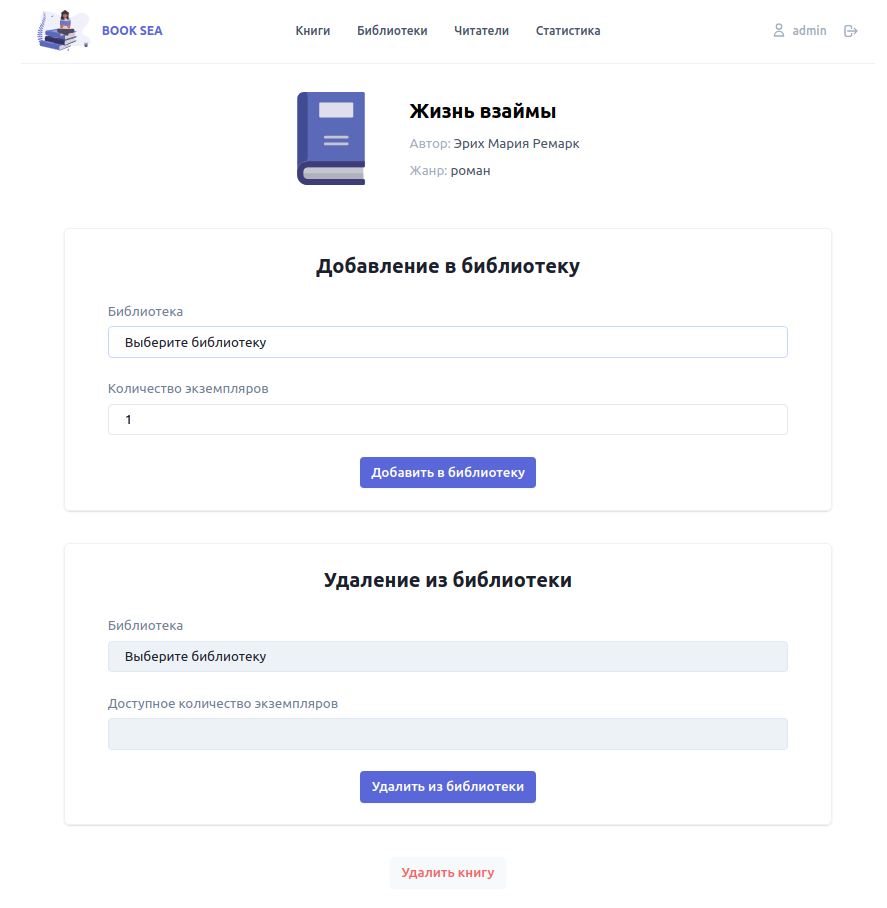 BOOK SEA Книги Библиотеки Читатели Статистика admin
Жизнь взаймы
Автор: Эрих Мария Ремарк
Жанр: роман
Добавление в библиотеку
Библиотека
Выберите библиотеку
Количество экземпляров
1
Добавить в библиотеку
Удаление из библиотеки
Библиотека
Выберите библиотеку
Доступное количество экземпляров
Удалить из библиотеки
Удалить книгу